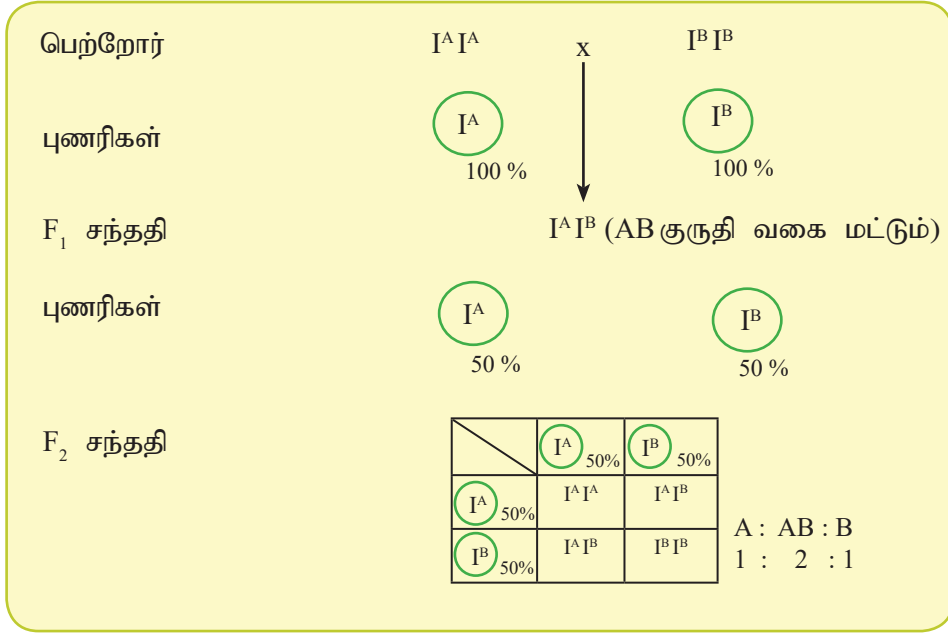 பெற்றோர் IᴬIᴬ x IᴮIᴮ
புணரிகள் Iᴬ Iᴮ
100 % 100 %
F₁ சந்ததி IᴬIᴮ (AB குருதி வகை மட்டும்)
புணரிகள் Iᴬ Iᴮ
50 % 50 %
F₂ சந்ததி
Iᴬ 50% Iᴮ 50%
Iᴬ 50% IᴬIᴬ IᴬIᴮ
Iᴮ 50% IᴬIᴮ IᴮIᴮ
A : AB : B
1 : 2 : 1